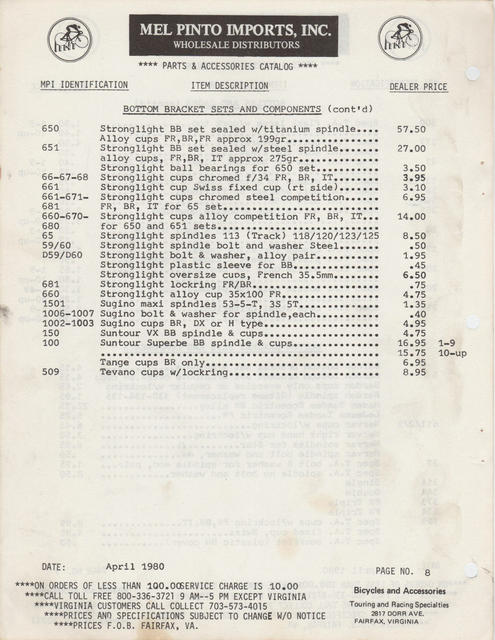 MEL PINTO IMPORTS, INC.
WHOLESALE DISTRIBUTORS
**** PARTS & ACCESSORIES CATALOG ****
MPI IDENTIFICATION ITEM DESCRIPTION DEALER PRICE
BOTTOM BRACKET SETS AND COMPONENTS (cont'd)
650 Stronglight BB set sealed w/titanium spindle.... 57.50
Alloy cups FR,BR,FR approx 199gr
651 Stronglight BB set sealed w/steel spindle...... 27.00
alloy cups, FR,BR, IT approx 275gr
Stronglight ball bearings for 650 set.......... 3.50
66-67-68 Stronglight cups chromed f/34 FR, BR, IT....... 3.95
661 Stronglight cup Swiss fixed cup (rt side)...... 3.10
661-671- Stronglight cups chromed steel competition..... 6.95
681 FR, BR, IT for 65 set
660-670- Stronglight cups alloy competition FR, BR, IT... 14.00
680 for 650 and 651 sets
65 Stronglight spindles 113 (Track) 118/120/123/125 8.50
59/60 Stronglight spindle bolt and washer Steel....... .50
D59/D60 Stronglight bolt & washer, alloy pair.......... 1.95
Stronglight plastic sleeve for BB.............. .45
Stronglight oversize cups, French 35.5mm....... 6.50
681 Stronglight lockring FR/BR..................... .75
660 Stronglight alloy cup 35x100 FR................ 4.75
1501 Sugino maxi spindles 53-5-T, 3S 5T............. 1.35
1006-1007 Sugino bolt & washer for spindle,each.......... .40
1002-1003 Sugino cups BR, DX or H type................... 4.95
150 Suntour VX BB spindle & cups................... 4.75
100 Suntour Superbe BB spindle & cups.............. 16.95 1-9
............................................... 15.75 10-up
Tange cups BR only............................. 6.95
509 Tevano cups w/lockring......................... 8.95
DATE: April 1980
PAGE NO. 8
****ON ORDERS OF LESS THAN 100.00SERVICE CHARGE IS 10.00
****CALL TOLL FREE 800-336-3721 9 AM--5 PM EXCEPT VIRGINIA
****VIRGINIA CUSTOMERS CALL COLLECT 703-573-4015
****PRICES AND SPECIFICATIONS SUBJECT TO CHANGE W/O NOTICE
****PRICES F.O.B. FAIRFAX, VA.
Bicycles and Accessories
Touring and Racing Specialties
2817 DORR AVE.
FAIRFAX, VIRGINIA